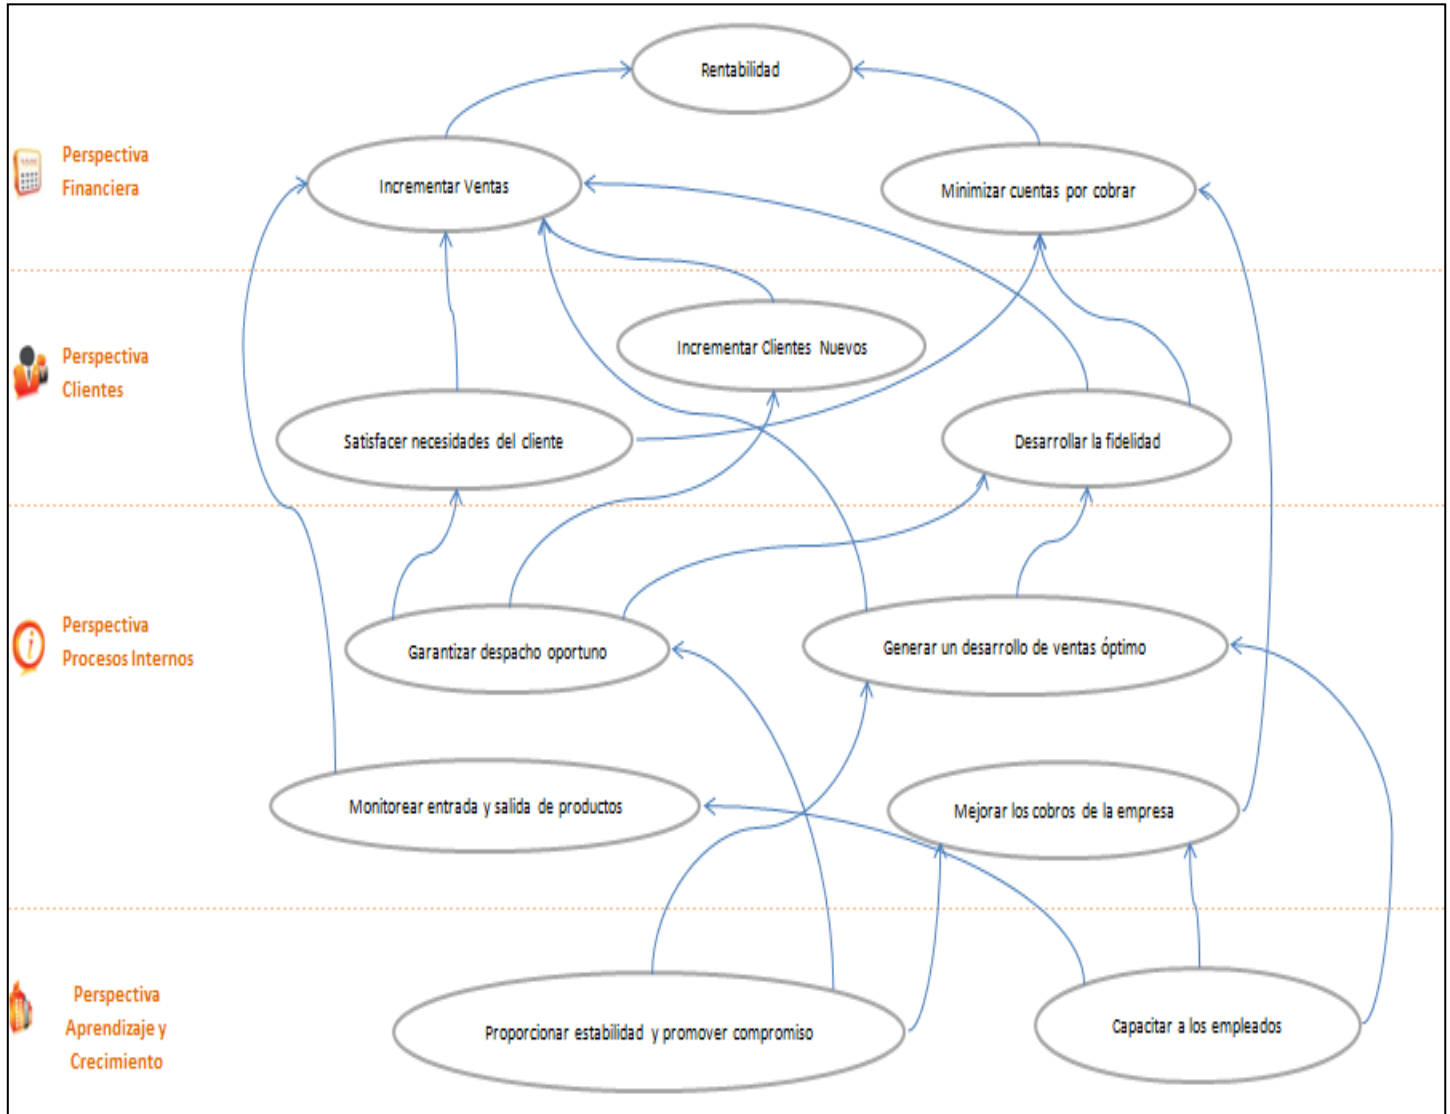 Rentabilidad
Perspectiva
Financiera
Incrementar Ventas
Minimizar cuentas por cobrar
Perspectiva
Clientes
Incrementar Clientes Nuevos
Satisfacer necesidades del cliente
Desarrollar la fidelidad
Perspectiva
Procesos Internos
Garantizar despacho oportuno
Generar un desarrollo de ventas óptimo
Monitorear entrada y salida de productos
Mejorar los cobros de la empresa
Perspectiva
Aprendizaje y
Crecimiento
Proporcionar estabilidad y promover compromiso
Capacitar a los empleados